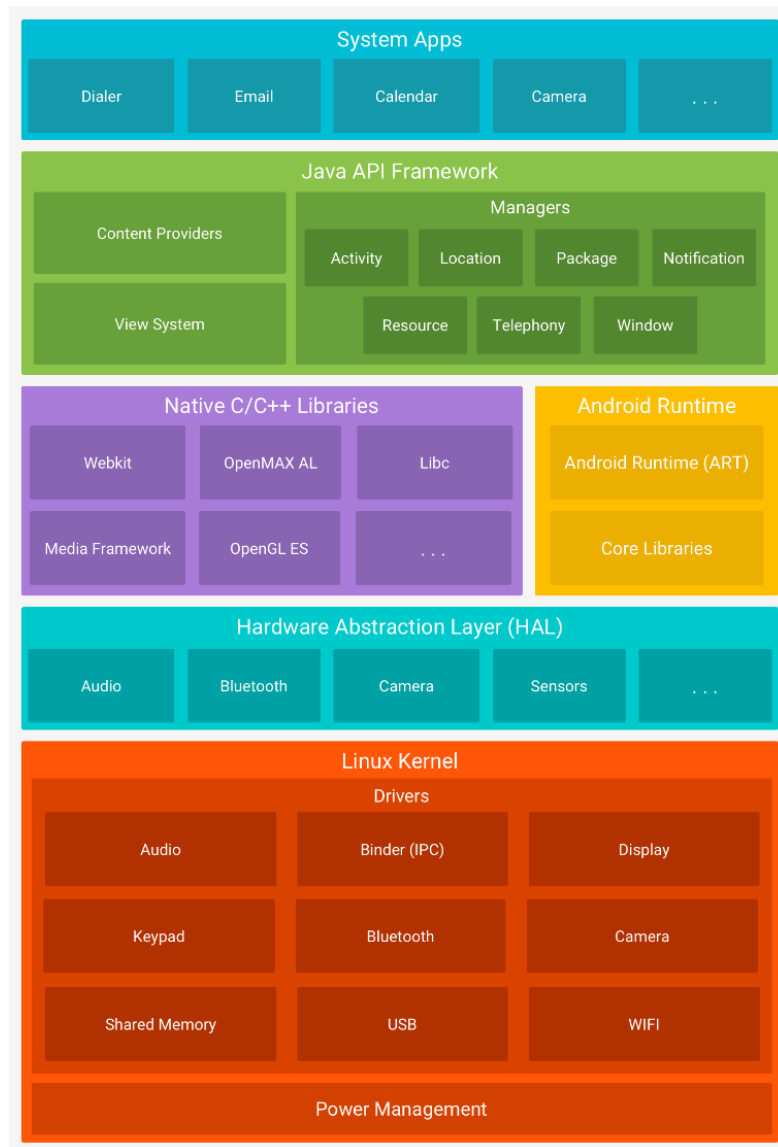 System Apps
Dialer Email Calendar Camera . . .
Java API Framework
Content Providers
View System
Managers
Activity Location Package Notification
Resource Telephony Window
Native C/C++ Libraries
Webkit OpenMAX AL Libc
Media Framework OpenGL ES . . .
Android Runtime
Android Runtime (ART)
Core Libraries
Hardware Abstraction Layer (HAL)
Audio Bluetooth Camera Sensors . . .
Linux Kernel
Drivers
Audio Binder (IPC) Display
Keypad Bluetooth Camera
Shared Memory USB WIFI
Power Management